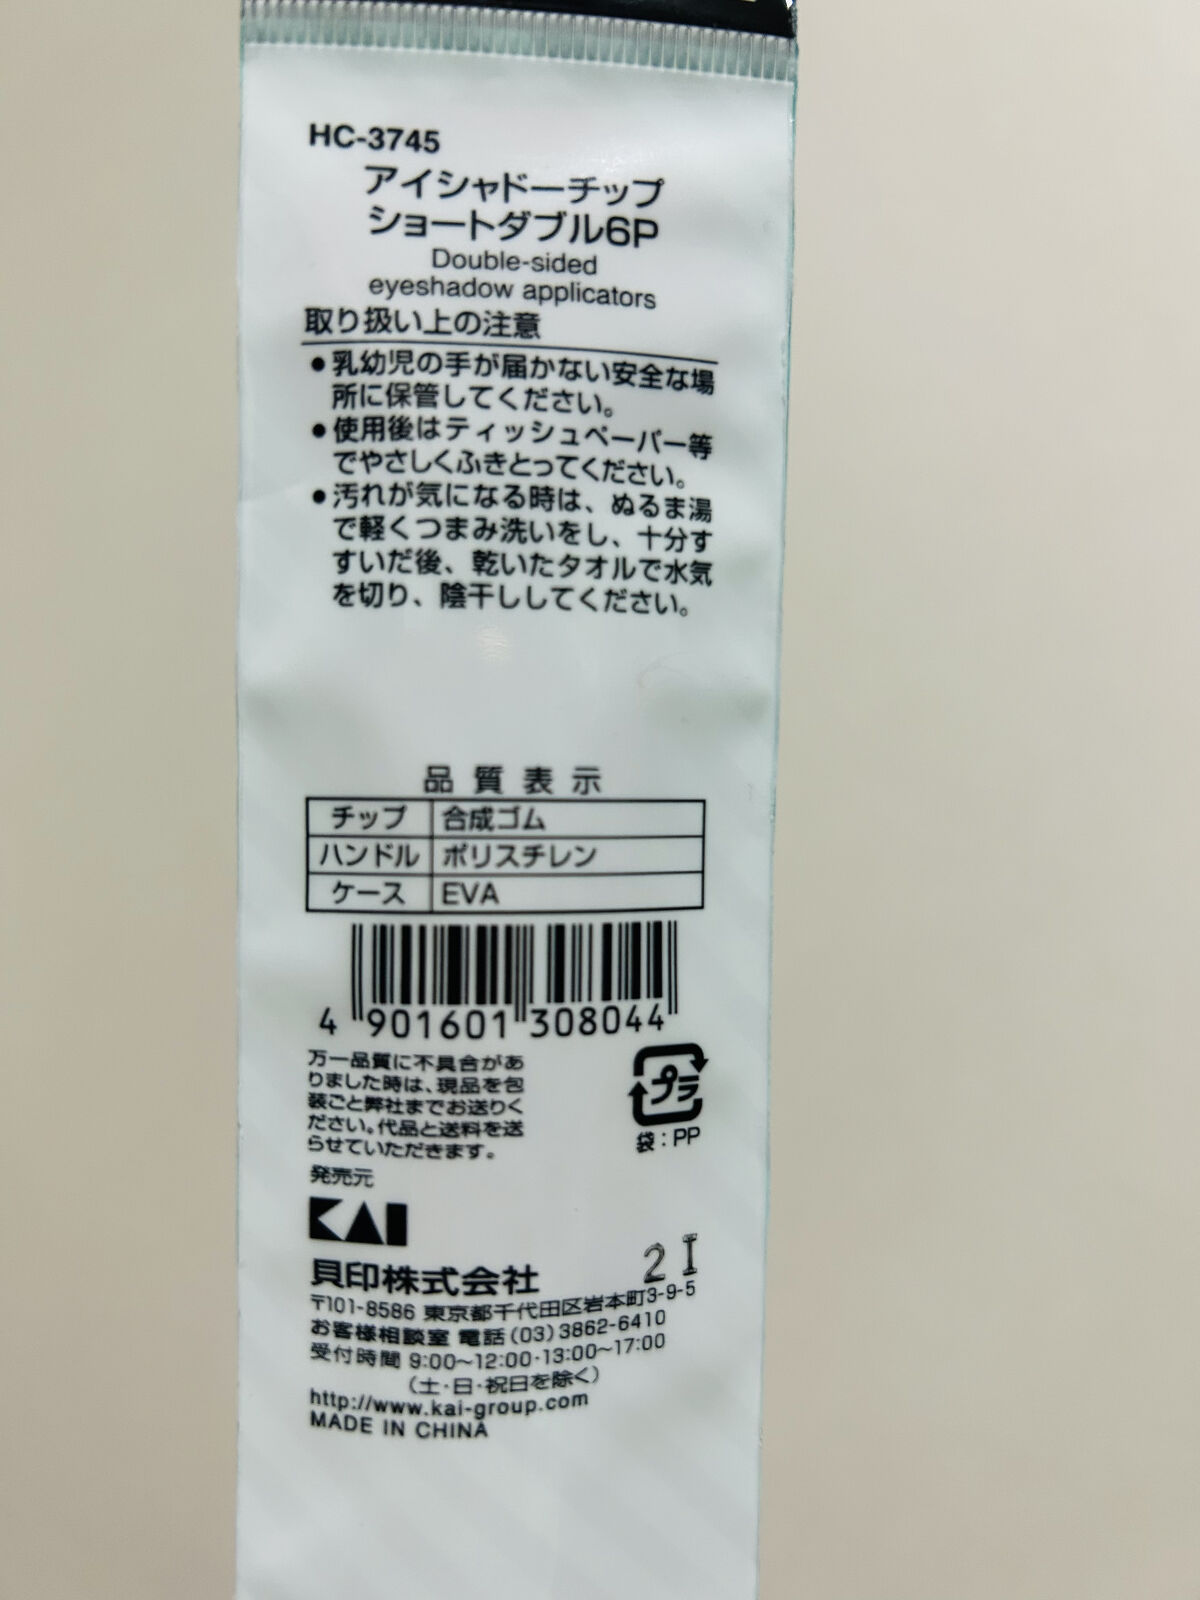 HC-3745
アイシャドーチップ
ショートダブル6P
Double-sided
eyeshadow applicators
取り扱い上の注意
●乳幼児の手が届かない安全な場
所に保管してください。
●使用後はティッシュペーパー等
でやさしくふきとってください。
●汚れが気になる時は、ぬるま湯
で軽くつまみ洗いをし、十分す
すいだ後、乾いたタオルで水気
を切り、陰干ししてください。
品質表示
チップ 合成ゴム
ハンドル ポリスチレン
ケース EVA
4 901601 308044
万一品質に不具合があ
りました時は、現品を包
装ごと弊社までお送りく
ださい。代品と送料を送
らせていただきます。
プラ
袋:PP
発売元
KAI
貝印株式会社
2 I
〒101-8586 東京都千代田区岩本町3-9-5
お客様相談室 電話(03)3862-6410
受付時間 9:00~12:00・13:00~17:00
(土・日・祝日を除く)
http://www.kai-group.com
MADE IN CHINA